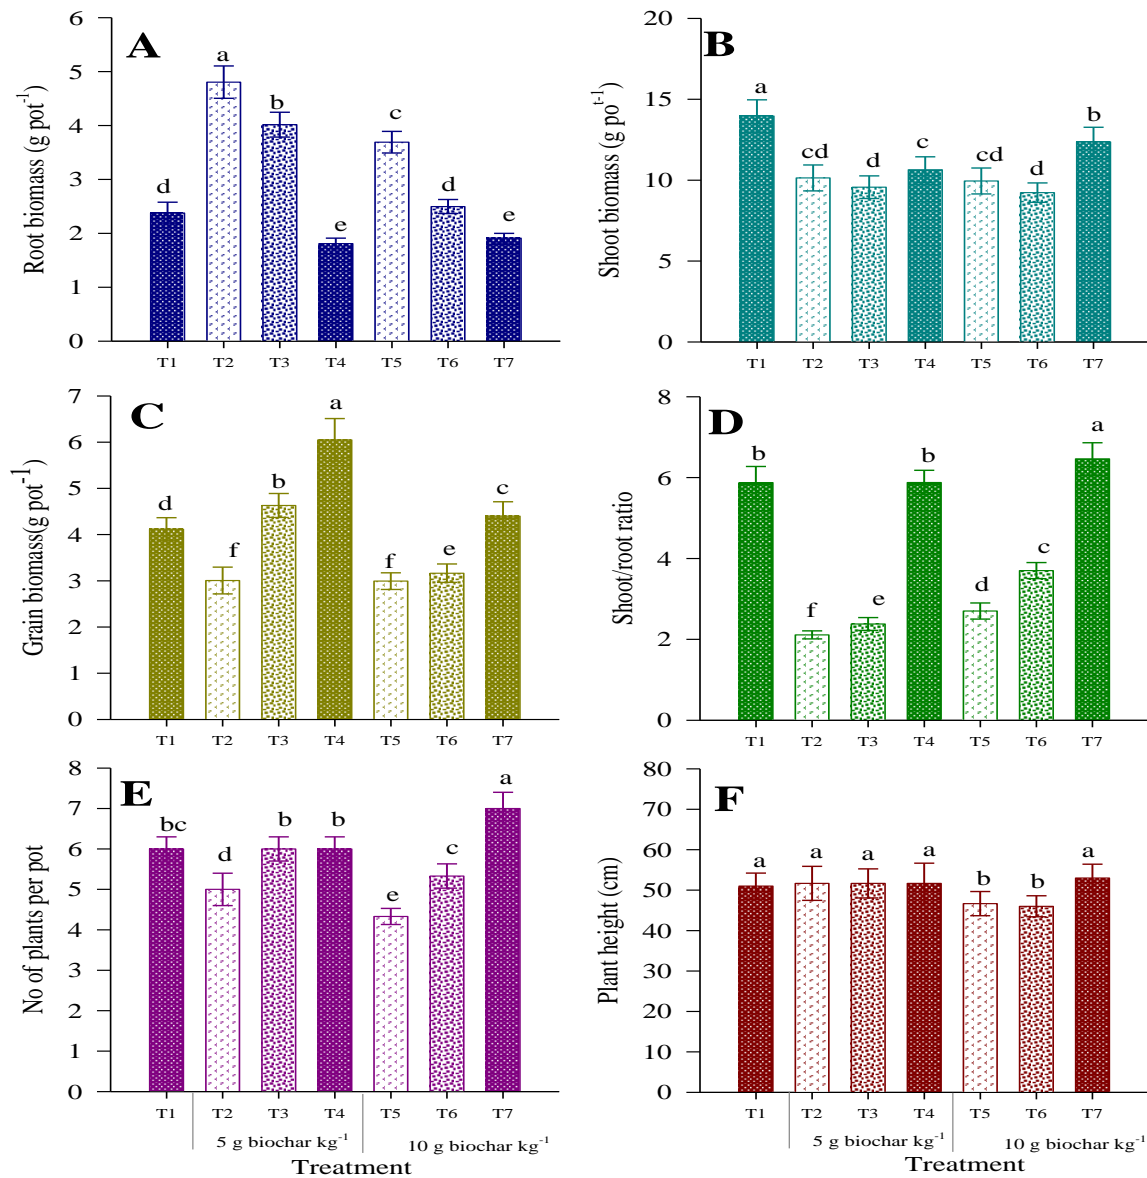 A
Root biomass (g pot-1)
6
5
4
3
2
1
0
d
a
b
e
c
d
e
T1 T2 T3 T4 T5 T6 T7
B
Shoot biomass (g pot-1)
20
15
10
5
0
a
cd
d
c
cd
d
b
T1 T2 T3 T4 T5 T6 T7
C
Grain biomass(g pot-1)
7
6
5
4
3
2
1
0
d
f
b
a
f
e
c
T1 T2 T3 T4 T5 T6 T7
D
Shoot/root ratio
8
6
4
2
0
b
f
e
b
d
c
a
T1 T2 T3 T4 T5 T6 T7
E
No of plants per pot
8
7
6
5
4
3
2
1
0
bc
d
b
b
e
c
a
T1 T2 T3 T4 T5 T6 T7
5 g biochar kg-1 10 g biochar kg-1
Treatment
F
Plant height (cm)
80
70
60
50
40
30
20
10
0
a
a
a
a
b
b
a
T1 T2 T3 T4 T5 T6 T7
5 g biochar kg-1 10 g biochar kg-1
Treatment